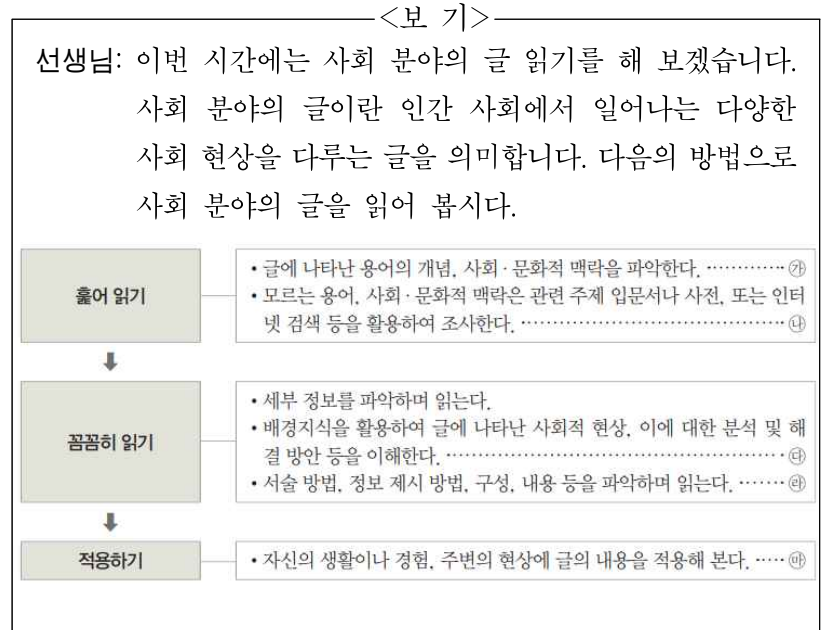 <보 기>
선생님: 이번 시간에는 사회 분야의 글 읽기를 해 보겠습니다.
사회 분야의 글이란 인간 사회에서 일어나는 다양한
사회 현상을 다루는 글을 의미합니다. 다음의 방법으로
사회 분야의 글을 읽어 봅시다.
훑어 읽기
• 글에 나타난 용어의 개념, 사회·문화적 맥락을 파악한다. ············ ㉮
• 모르는 용어, 사회·문화적 맥락은 관련 주제 입문서나 사전, 또는 인터
넷 검색 등을 활용하여 조사한다. ······································· ㉯
꼼꼼히 읽기
• 세부 정보를 파악하며 읽는다.
• 배경지식을 활용하여 글에 나타난 사회적 현상, 이에 대한 분석 및 해
결 방안 등을 이해한다. ·················································· ㉰
• 서술 방법, 정보 제시 방법, 구성, 내용 등을 파악하며 읽는다. ······· ㉱
적용하기
• 자신의 생활이나 경험, 주변의 현상에 글의 내용을 적용해 본다. ····· ㉲